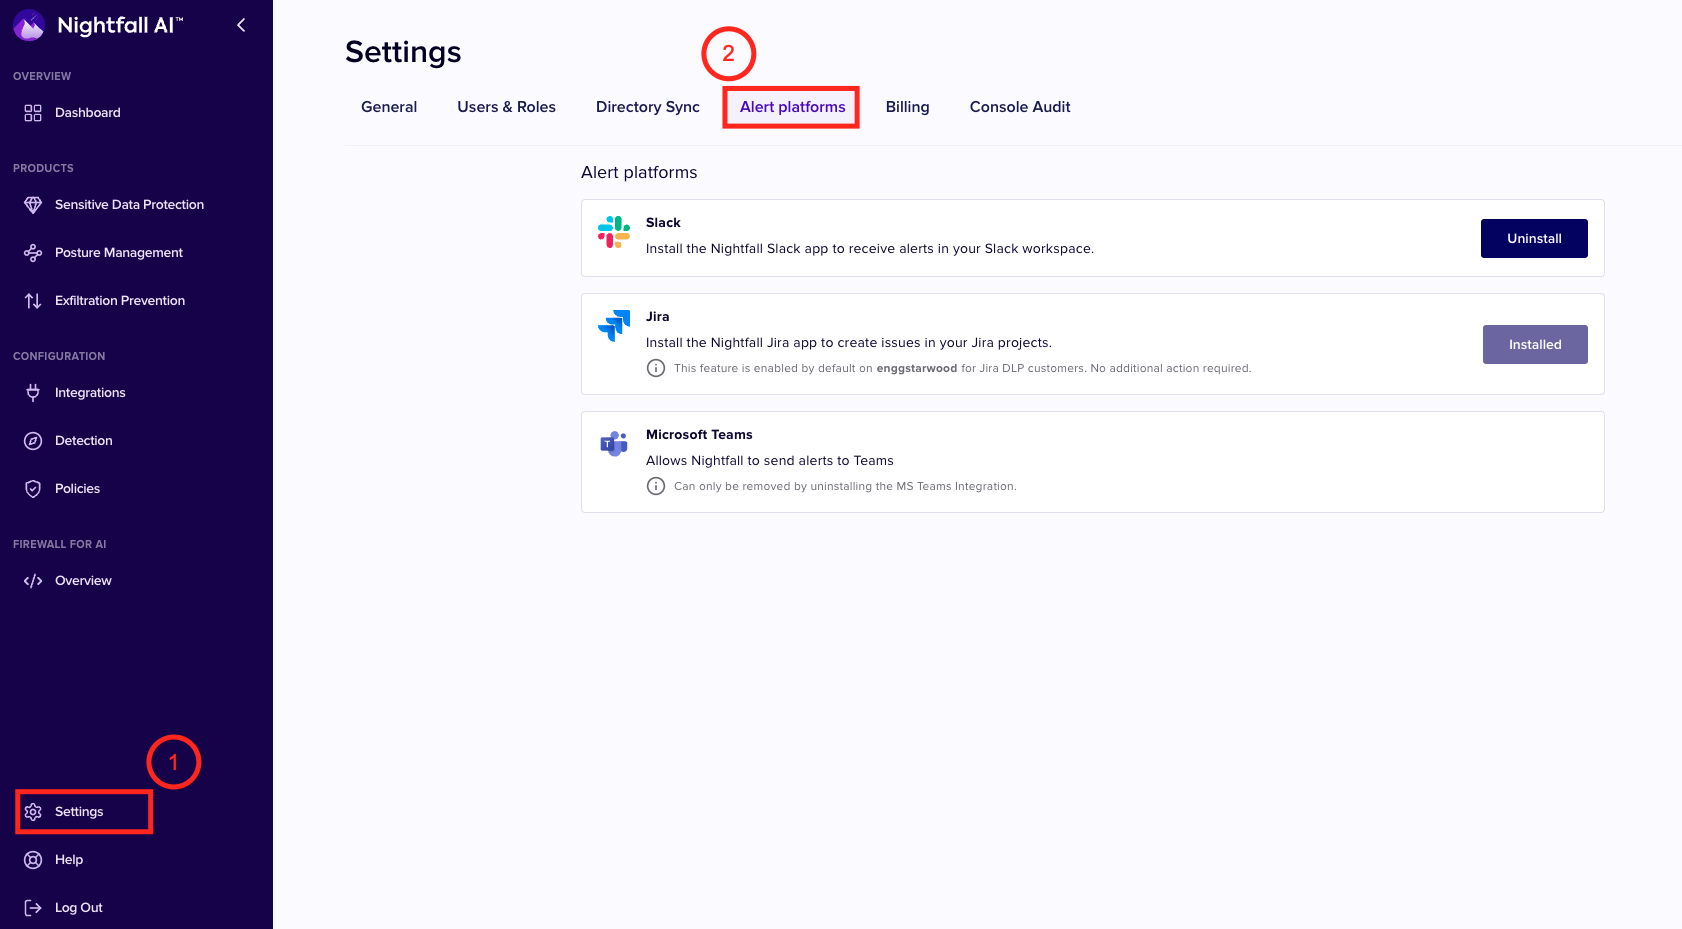 Nightfall AI™
OVERVIEW
Dashboard
PRODUCTS
Sensitive Data Protection
Posture Management
Exfiltration Prevention
CONFIGURATION
Integrations
Detection
Policies
FIREWALL FOR AI
Overview
1
Settings
Help
Log Out
Settings
2
General Users & Roles Directory Sync Alert platforms Billing Console Audit
Alert platforms
Slack
Install the Nightfall Slack app to receive alerts in your Slack workspace.
Uninstall
Jira
Install the Nightfall Jira app to create issues in your Jira projects.
This feature is enabled by default on enggstarwood for Jira DLP customers. No additional action required.
Installed
T
Microsoft Teams
Allows Nightfall to send alerts to Teams
Can only be removed by uninstalling the MS Teams Integration.